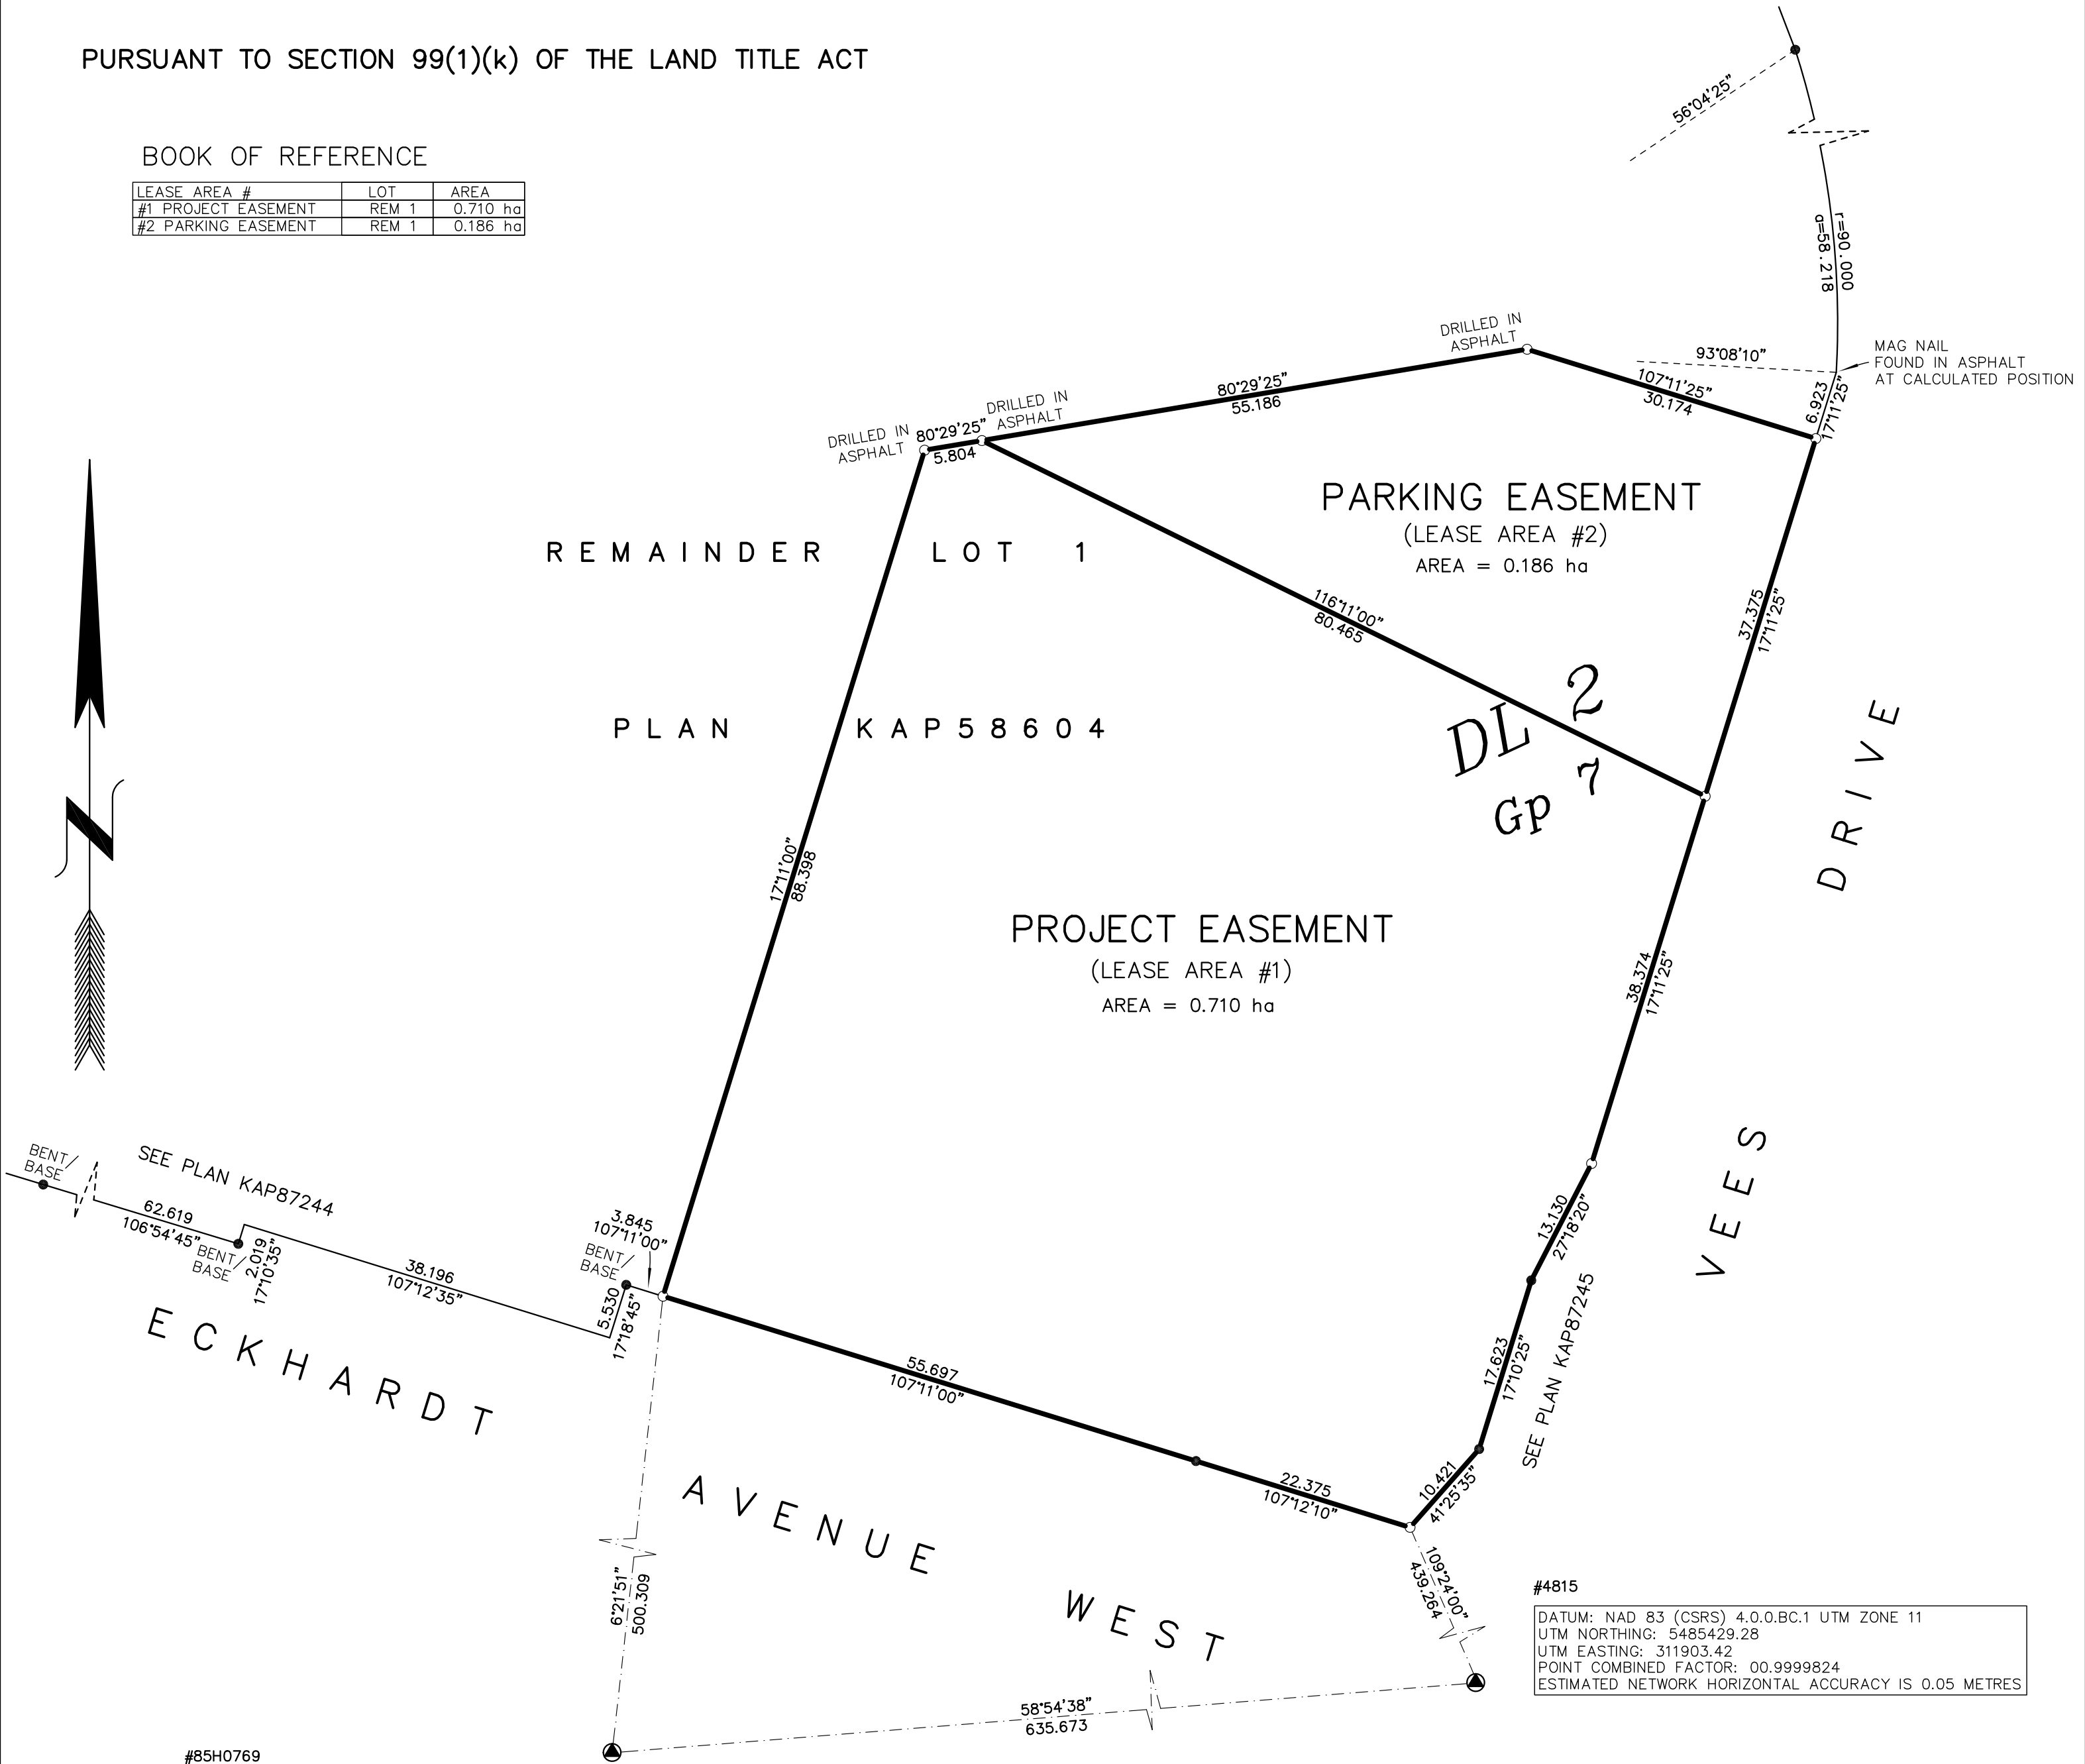 PURSUANT TO SECTION 99(1)(k) OF THE LAND TITLE ACT
BOOK OF REFERENCE
LEASE AREA # LOT AREA
#1 PROJECT EASEMENT REM 1 0.710 ha
#2 PARKING EASEMENT REM 1 0.186 ha
56°04'25"
r=90.000
a=58.218
MAG NAIL
FOUND IN ASPHALT
AT CALCULATED POSITION
93°08'10"
6.923
17°11'25"
DRILLED IN
ASPHALT
107°11'25"
30.174
80°29'25"
55.186
DRILLED IN
ASPHALT
DRILLED IN
ASPHALT
80°29'25"
5.804
PARKING EASEMENT
(LEASE AREA #2)
AREA = 0.186 ha
REMAINDER LOT 1
PLAN KAP58604
116°11'00"
80.465
37.375
17°11'25"
DL 2
Gp 7
DRIVE
VEES
17°11'00"
88.398
PROJECT EASEMENT
(LEASE AREA #1)
AREA = 0.710 ha
38.374
17°11'25"
13.130
27°18'20"
17.623
17°10'25"
SEE PLAN KAP87245
10.421
41°25'35"
BENT/
BASE
SEE PLAN KAP87244
62.619
106°54'45"
BENT/
BASE
2.019
17°10'35"
38.196
107°12'35"
3.845
107°11'00"
BENT/
BASE
5.530
17°18'45"
55.697
107°11'00"
22.375
107°12'10"
ECKHARDT
AVENUE
WEST
6°21'51"
500.309
109°24'00"
439.264
58°54'38"
635.673
#4815
DATUM: NAD 83 (CSRS) 4.0.0.BC.1 UTM ZONE 11
UTM NORTHING: 5485429.28
UTM EASTING: 311903.42
POINT COMBINED FACTOR: 00.9999824
ESTIMATED NETWORK HORIZONTAL ACCURACY IS 0.05 METRES
#85H0769